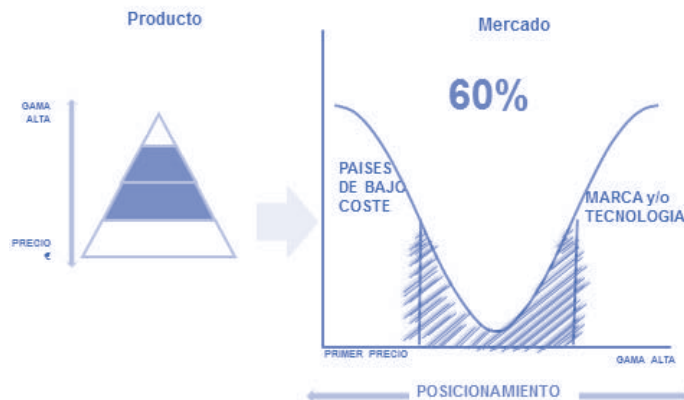 Producto
GAMA
ALTA
PRECIO
€
Mercado
60%
PAISES
DE BAJO
COSTE
MARCA y/o
TECNOLOGIA
PRIMER PRECIO
GAMA ALTA
POSICIONAMIENTO